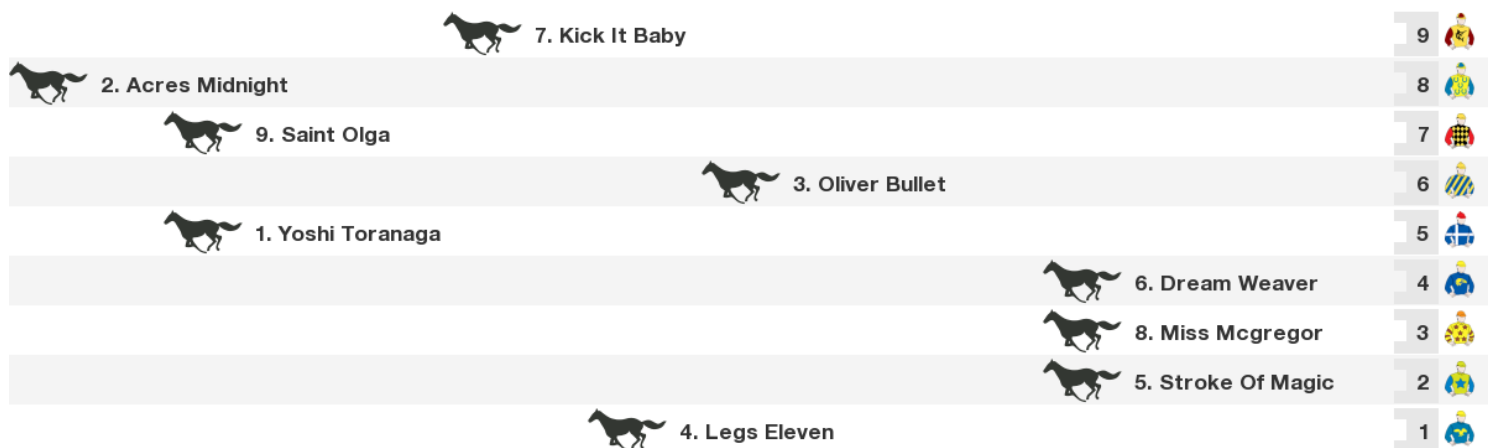 7. Kick It Baby 9
2. Acres Midnight 8
9. Saint Olga 7
3. Oliver Bullet 6
1. Yoshi Toranaga 5
6. Dream Weaver 4
8. Miss Mcgregor 3
5. Stroke Of Magic 2
4. Legs Eleven 1